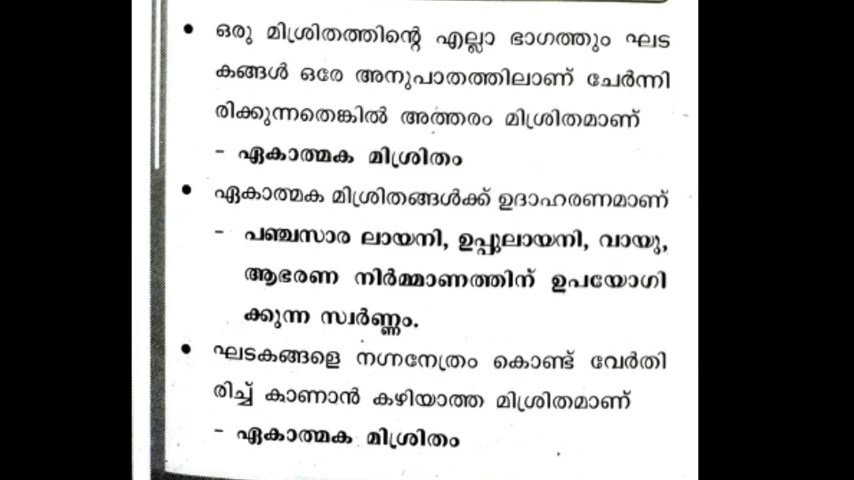 • ഒരു മിശ്രിതത്തിന്റെ എല്ലാ ഭാഗത്തും ഘട
കങ്ങൾ ഒരേ അനുപാതത്തിലാണ് ചേർന്നി
രിക്കുന്നതെങ്കിൽ അത്തരം മിശ്രിതമാണ്
- ഏകാത്മക മിശ്രിതം
• ഏകാത്മക മിശ്രിതങ്ങൾക്ക് ഉദാഹരണമാണ്
- പഞ്ചസാര ലായനി, ഉപ്പുലായനി, വായു,
ആഭരണ നിർമ്മാണത്തിന് ഉപയോഗി
ക്കുന്ന സ്വർണ്ണം.
• ഘടകങ്ങളെ നഗ്നനേത്രം കൊണ്ട് വേർതി
രിച്ച് കാണാൻ കഴിയാത്ത മിശ്രിതമാണ്
- ഏകാത്മക മിശ്രിതം